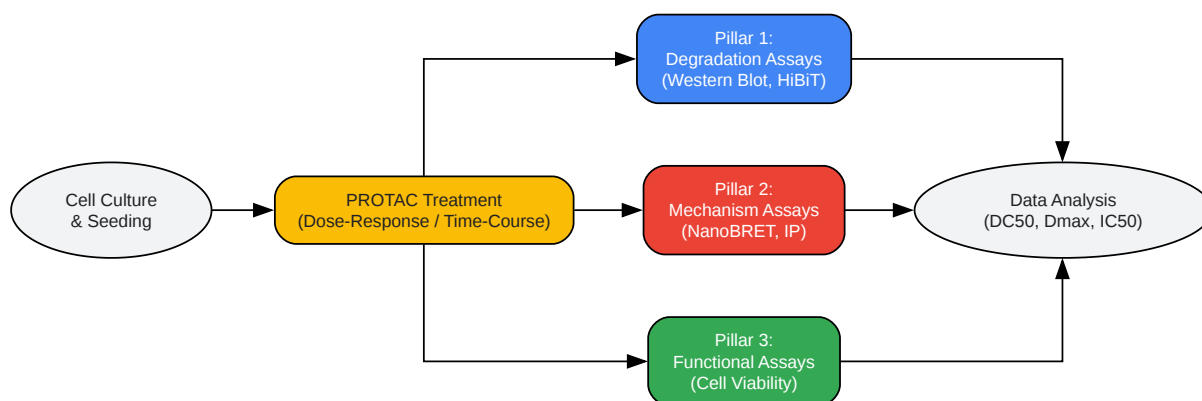 Cell Culture
& Seeding
PROTAC Treatment
(Dose-Response / Time-Course)
Pillar 1:
Degradation Assays
(Western Blot, HiBiT)
Pillar 2:
Mechanism Assays
(NanoBRET, IP)
Pillar 3:
Functional Assays
(Cell Viability)
Data Analysis
(DC50, Dmax, IC50)